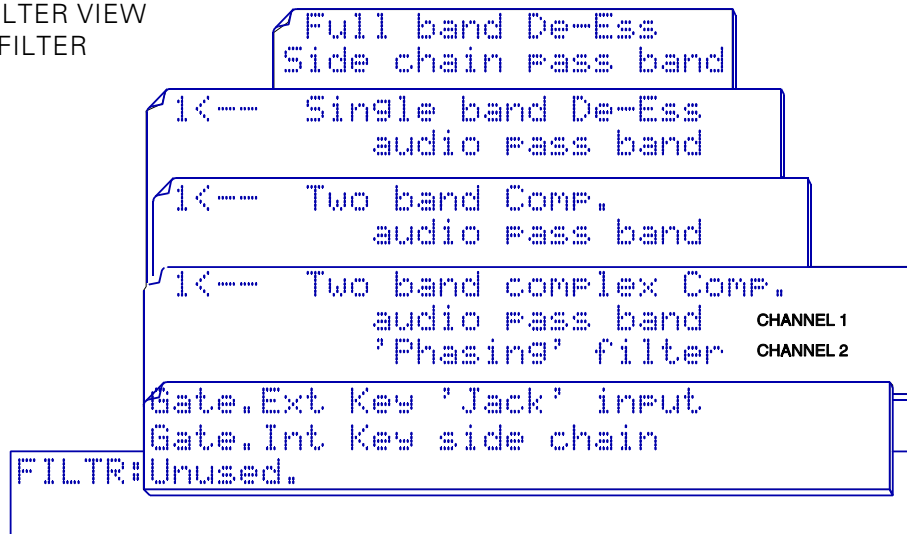 LTER VIEW
FILTER
Full band De-Ess
Side chain pass band
1<-- Single band De-Ess
audio pass band
1<-- Two band Comp.
audio pass band
1<-- Two band complex Comp.
audio pass band CHANNEL 1
'Phasing' filter CHANNEL 2
Gate.Ext Key 'Jack' input
Gate.Int Key side chain
FILTR:Unused.